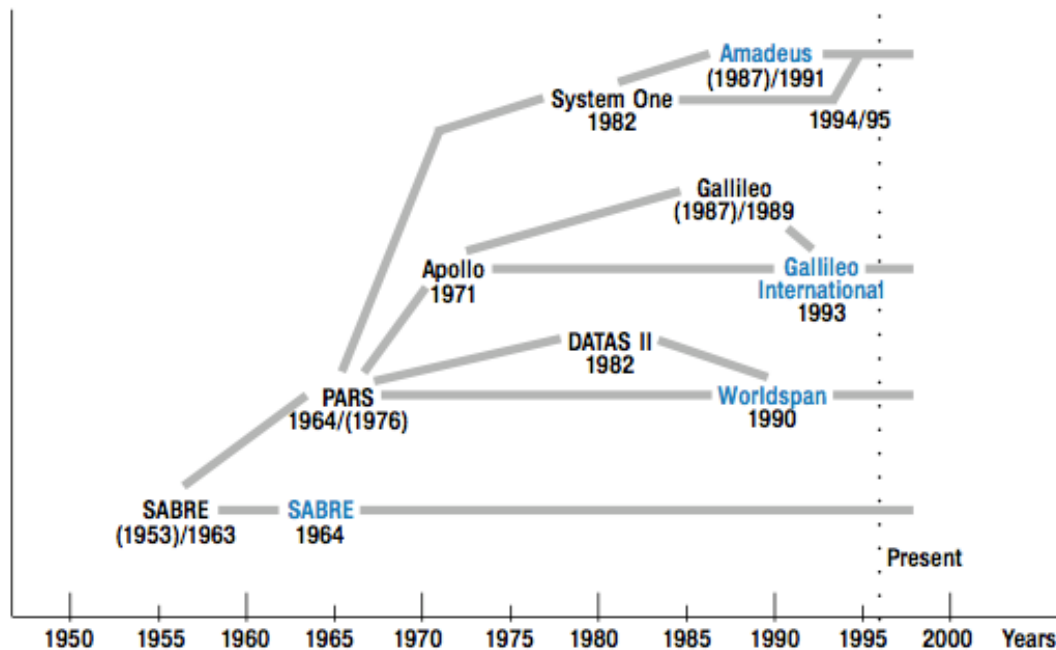 Amadeus
(1987)/1991
System One
1982
1994/95
Gallileo
(1987)/1989
Apollo
1971
Gallileo
International
1993
DATAS II
1982
PARS
1964/(1976)
Worldspan
1990
SABRE
(1953)/1963
SABRE
1964
Present
1950 1955 1960 1965 1970 1975 1980 1985 1990 1995 2000 Years